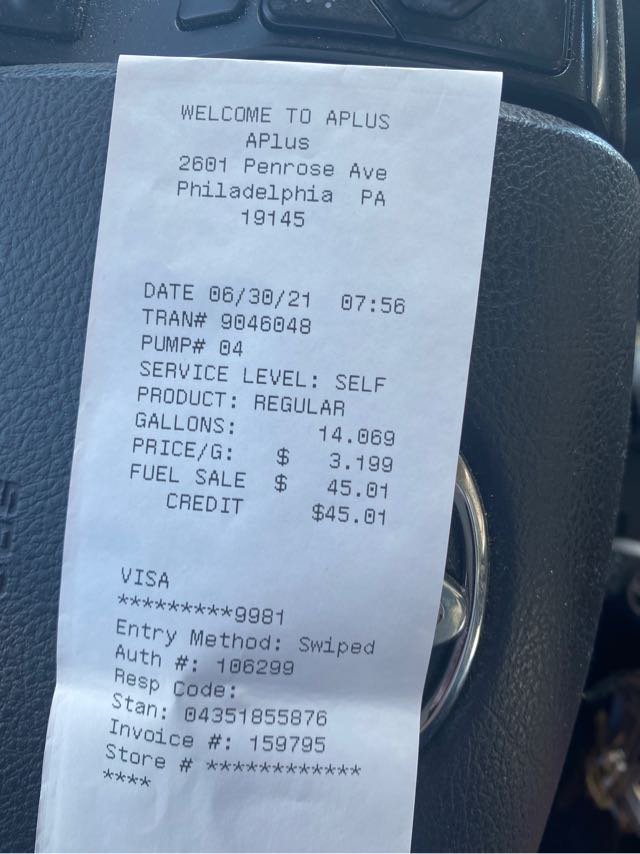 WELCOME TO APLUS
APlus
2601 Penrose Ave
Philadelphia PA
19145
DATE 06/30/21 07:56
TRAN# 9046048
PUMP# 04
SERVICE LEVEL: SELF
PRODUCT: REGULAR
GALLONS: 14.069
PRICE/G: $ 3.199
FUEL SALE $ 45.01
CREDIT $45.01
VISA
*********9981
Entry Method: Swiped
Auth #: 106299
Resp Code:
Stan: 04351855876
Invoice #: 159795
Store # ************
****